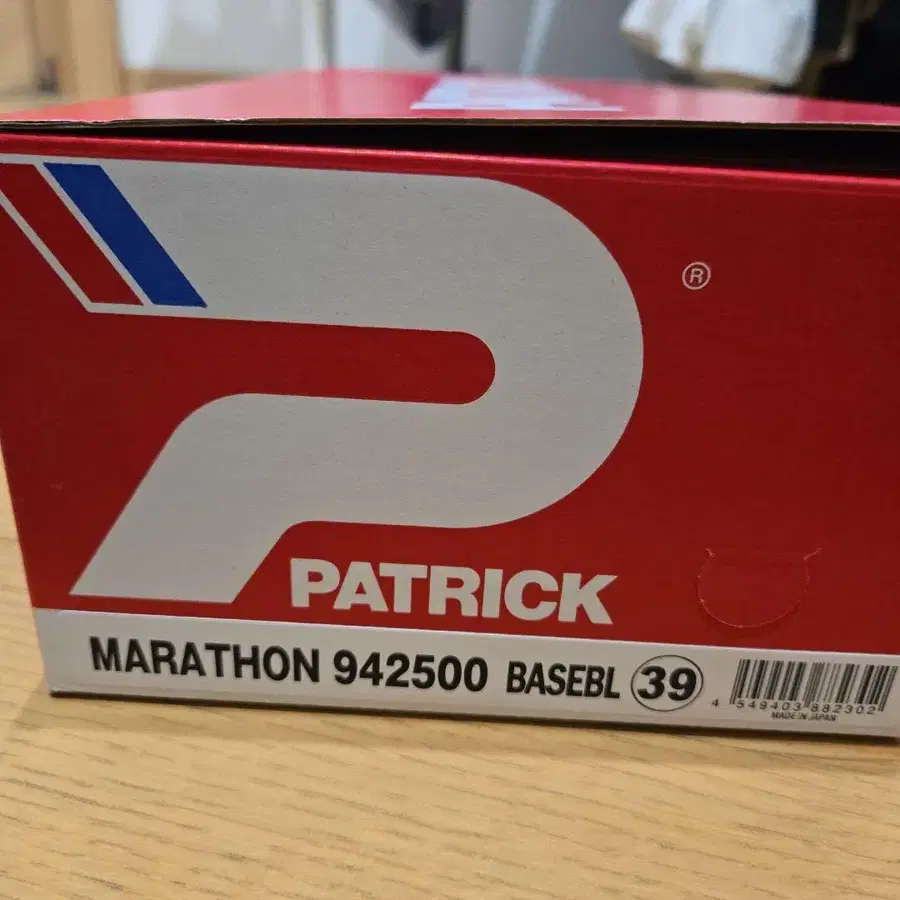 ®
PATRICK
MARATHON 942500 BASEBL 39
4 549403 882302
MADE IN JAPAN